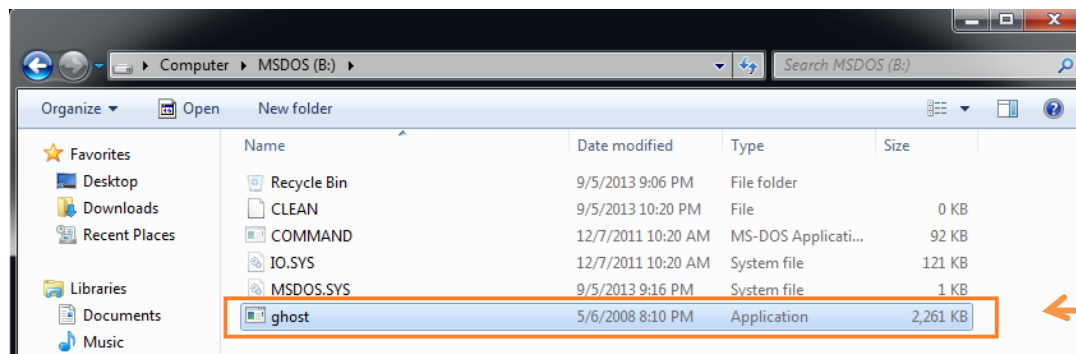 Computer MSDOS (B:) Search MSDOS (B:)
Organize Open New folder
Favorites
Desktop
Downloads
Recent Places
Libraries
Documents
Music
Name Date modified Type Size
Recycle Bin 9/5/2013 9:06 PM File folder
CLEAN 9/5/2013 10:20 PM File 0 KB
COMMAND 12/7/2011 10:20 AM MS-DOS Applicati... 92 KB
IO.SYS 12/7/2011 10:20 AM System file 121 KB
MSDOS.SYS 9/5/2013 9:16 PM System file 1 KB
ghost 5/6/2008 8:10 PM Application 2,261 KB